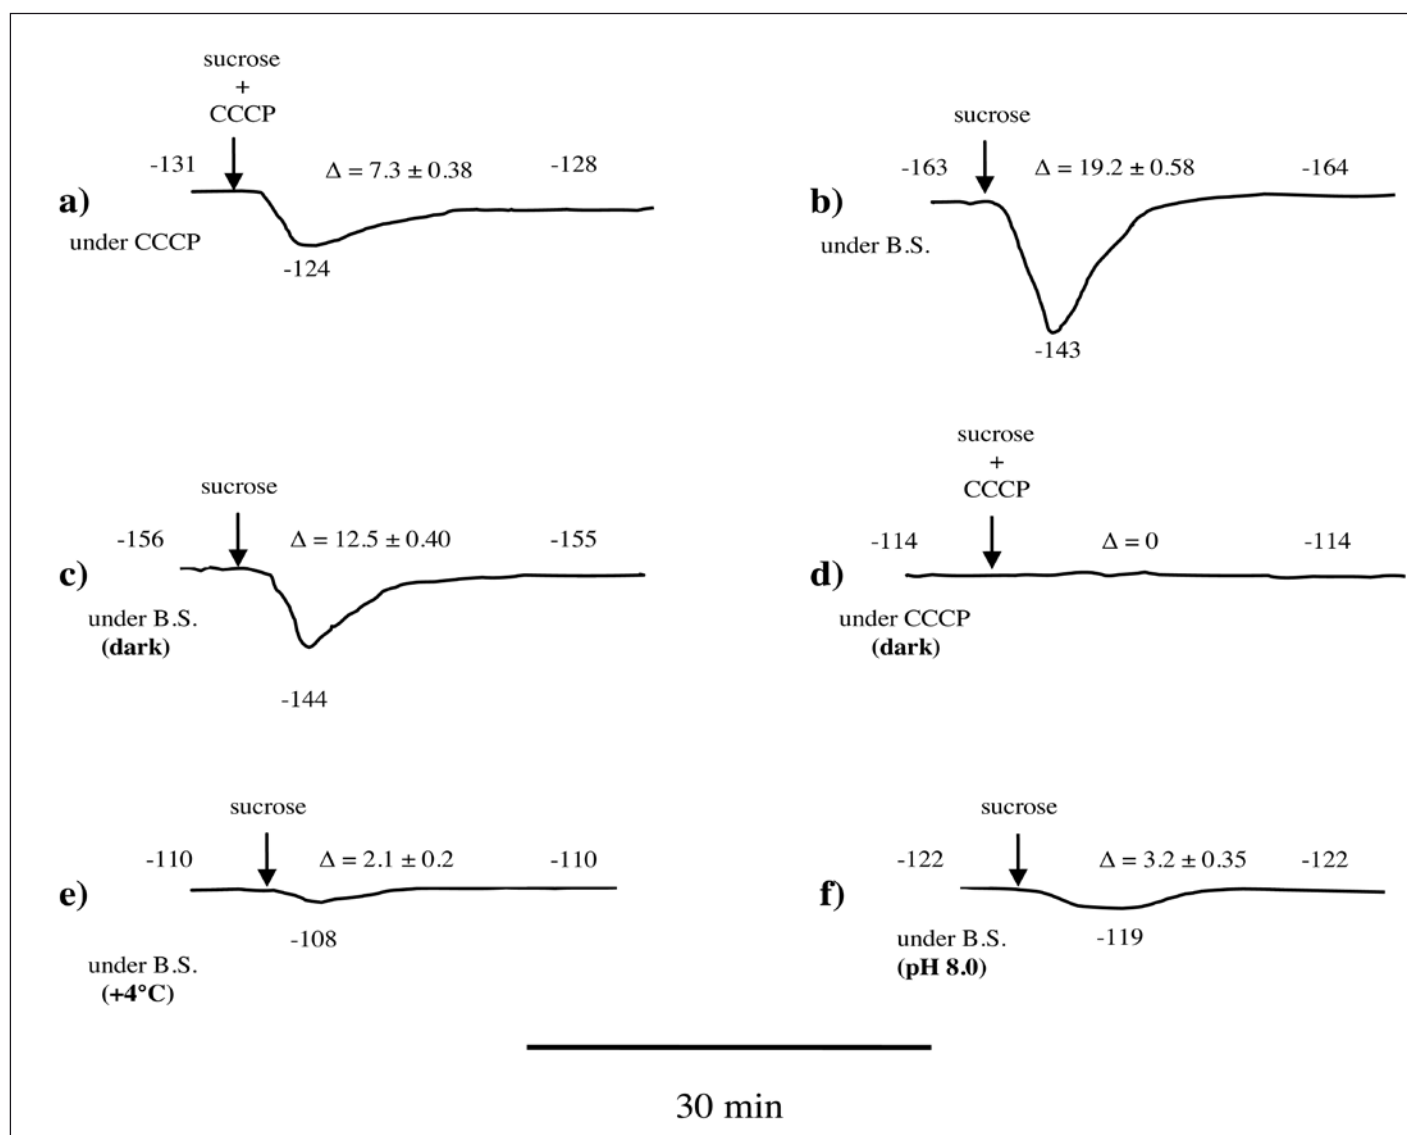 sucrose
+
CCCP
-131
Δ = 7.3 ± 0.38
-128
a)
under CCCP
-124
sucrose
-163
Δ = 19.2 ± 0.58
-164
b)
under B.S.
-143
sucrose
-156
Δ = 12.5 ± 0.40
-155
c)
under B.S.
(dark)
-144
sucrose
+
CCCP
-114
Δ = 0
-114
d)
under CCCP
(dark)
sucrose
-110
Δ = 2.1 ± 0.2
-110
e)
-108
under B.S.
(+4°C)
sucrose
-122
Δ = 3.2 ± 0.35
-122
f)
under B.S.
(pH 8.0)
-119
30 min